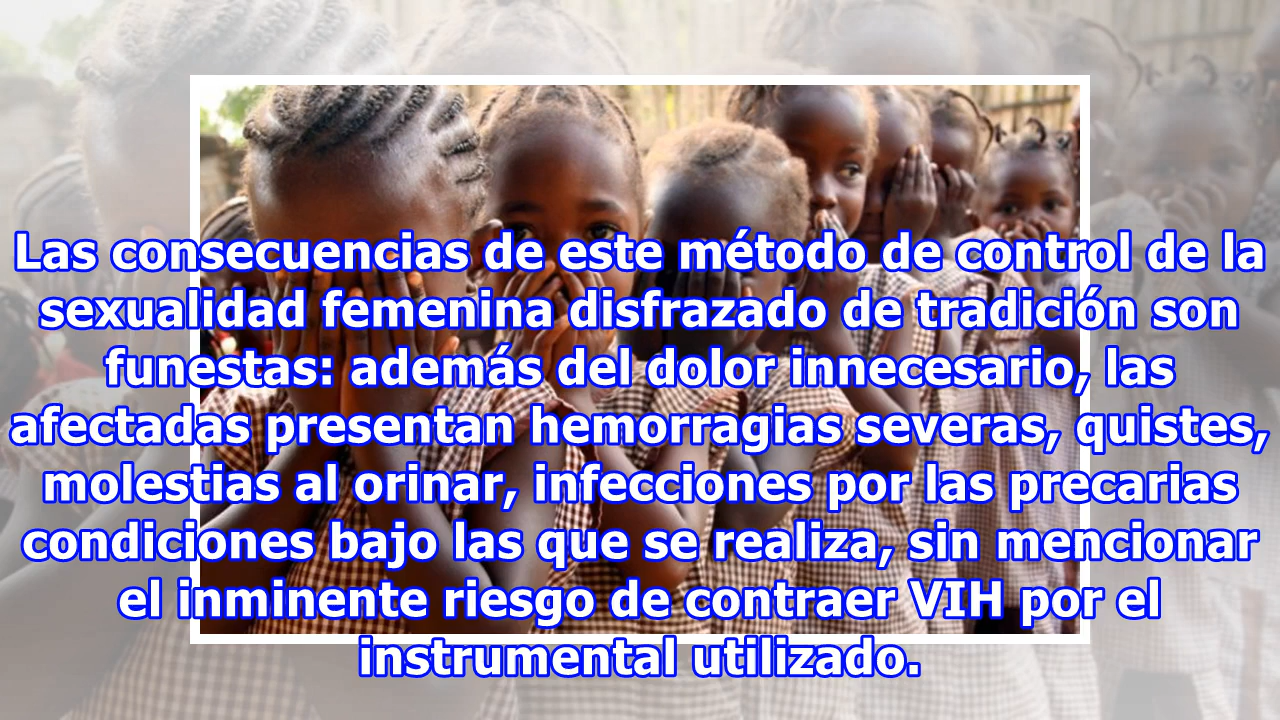 Las consecuencias de este método de control de la
sexualidad femenina disfrazado de tradición son
funestas: además del dolor innecesario, las
afectadas presentan hemorragias severas, quistes,
molestias al orinar, infecciones por las precarias
condiciones bajo las que se realiza, sin mencionar
el inminente riesgo de contraer VIH por el
instrumental utilizado.